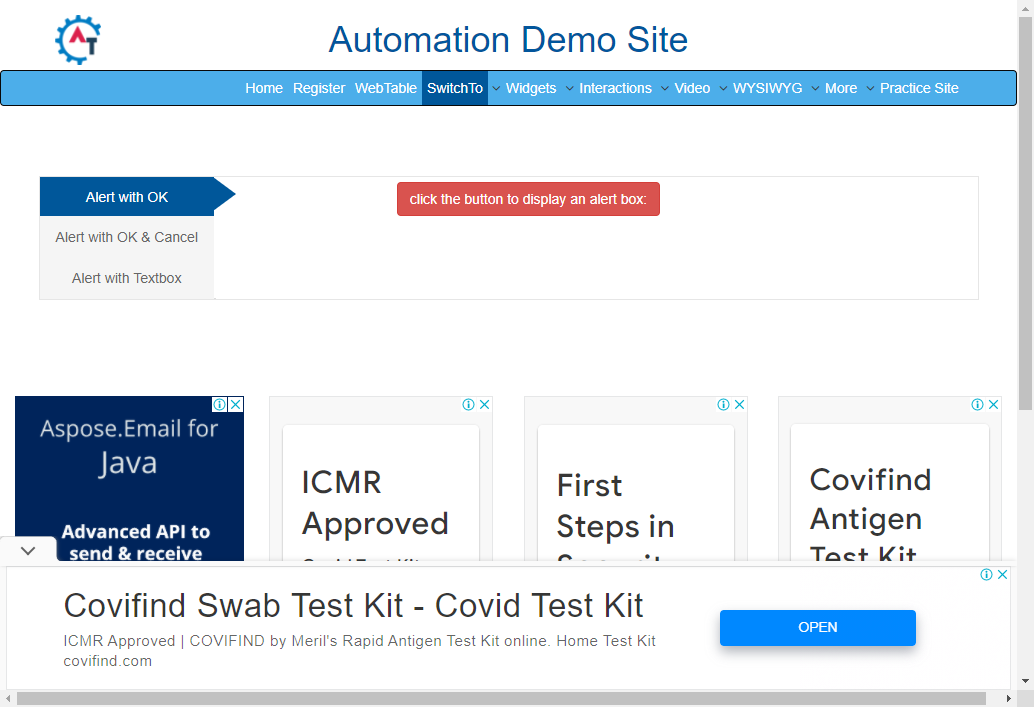 AT
Automation Demo Site
Home Register WebTable SwitchTo Widgets Interactions Video WYSIWYG More Practice Site
Alert with OK
click the button to display an alert box:
Alert with OK & Cancel
Alert with Textbox
Aspose.Email for
Java
Advanced API to
send & receive
ICMR
Approved
First
Steps in
Covifind
Antigen
Test Kit
Covifind Swab Test Kit - Covid Test Kit
ICMR Approved | COVIFIND by Meril's Rapid Antigen Test Kit online. Home Test Kit
covifind.com
OPEN